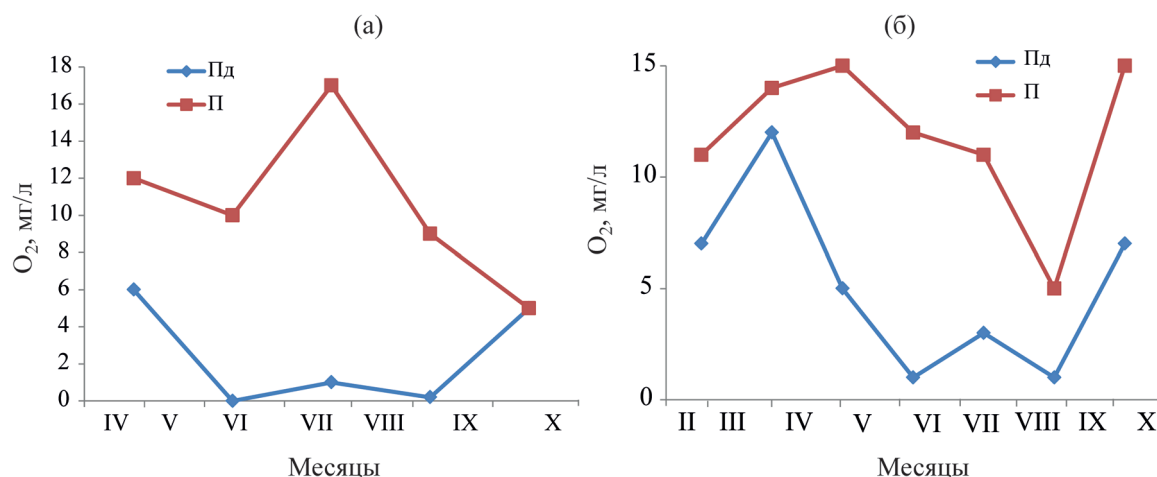 (а)
O₂, мг/л
18
16
14
12
10
8
6
4
2
0
Пд
П
IV V VI VII VIII IX X
Месяцы
(б)
O₂, мг/л
15
10
5
0
Пд
П
II III IV V VI VII VIII IX X
Месяцы